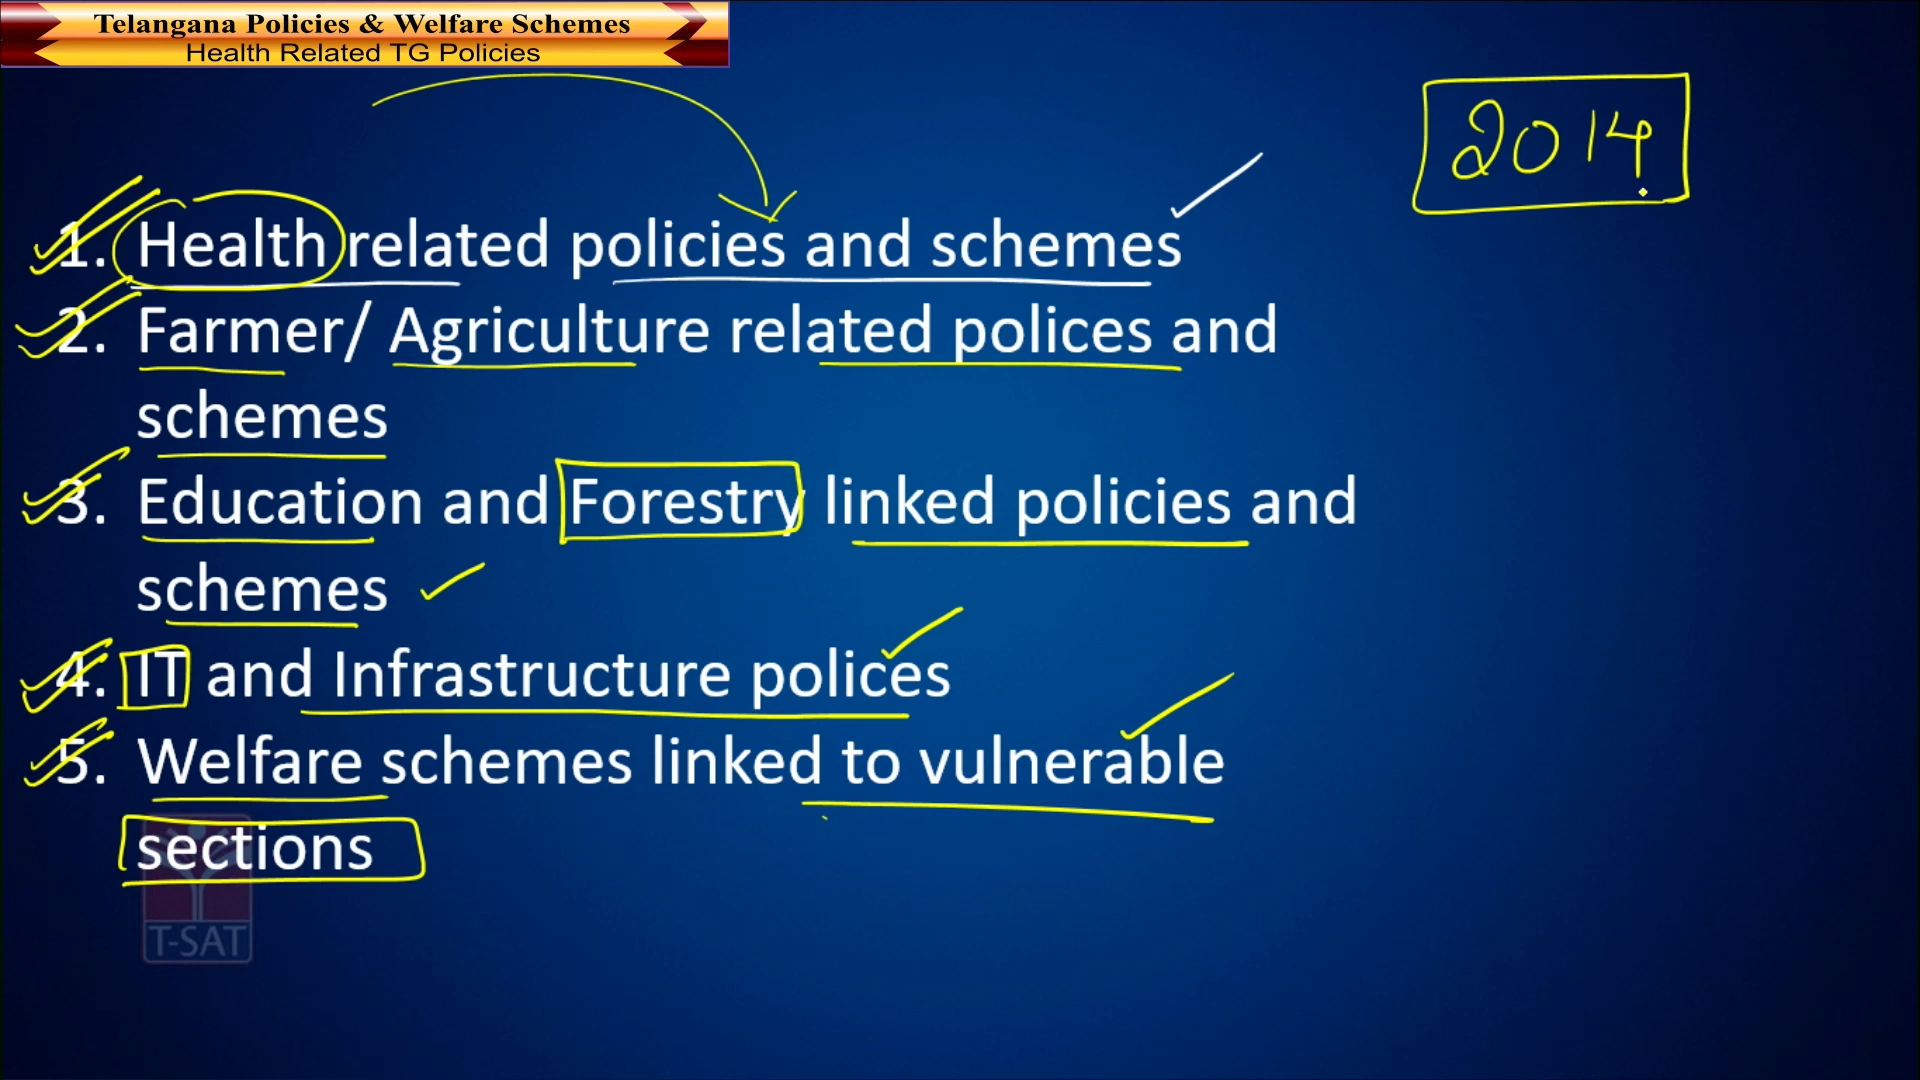 Telangana Policies & Welfare Schemes
Health Related TG Policies
2014
1. Health related policies and schemes
2. Farmer/ Agriculture related polices and
schemes
3. Education and Forestry linked policies and
schemes
4. IT and Infrastructure polices
5. Welfare schemes linked to vulnerable
sections
T-SAT